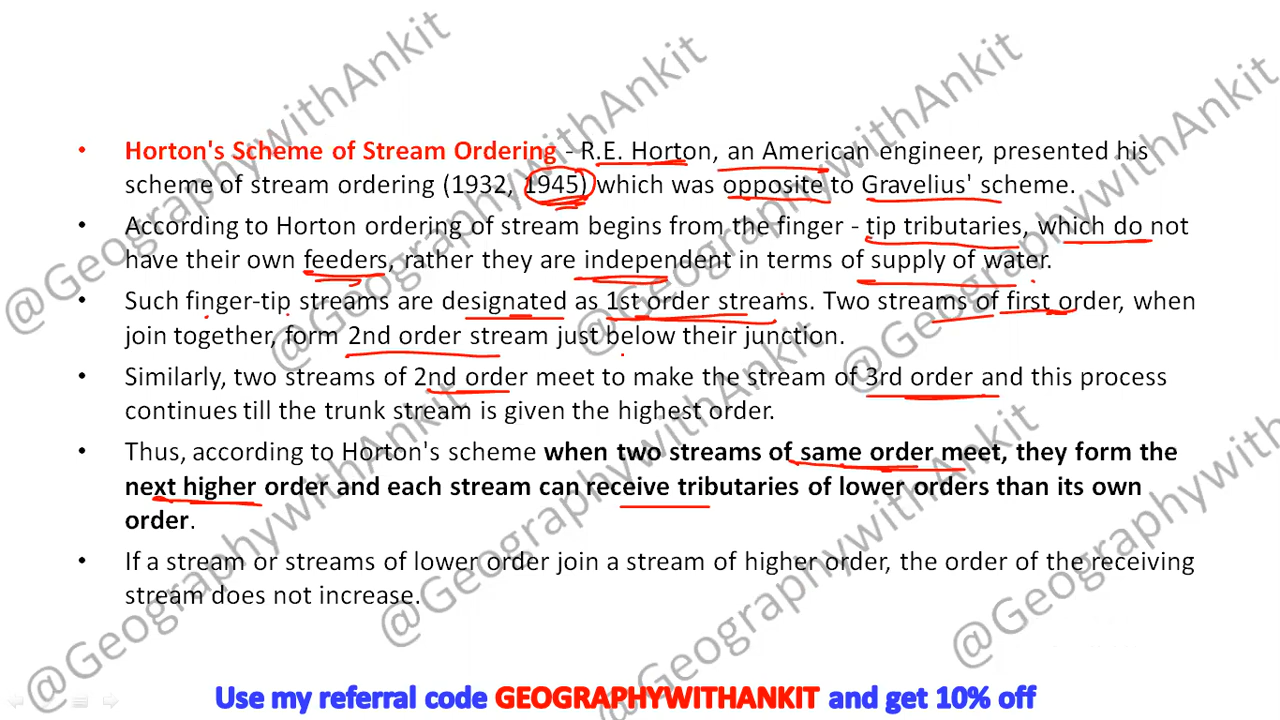 • Horton's Scheme of Stream Ordering - R.E. Horton, an American engineer, presented his
scheme of stream ordering (1932, 1945) which was opposite to Gravelius' scheme.
• According to Horton ordering of stream begins from the finger - tip tributaries, which do not
have their own feeders, rather they are independent in terms of supply of water.
• Such finger-tip streams are designated as 1st order streams. Two streams of first order, when
join together, form 2nd order stream just below their junction.
• Similarly, two streams of 2nd order meet to make the stream of 3rd order and this process
continues till the trunk stream is given the highest order.
• Thus, according to Horton's scheme when two streams of same order meet, they form the
next higher order and each stream can receive tributaries of lower orders than its own
order.
• If a stream or streams of lower order join a stream of higher order, the order of the receiving
stream does not increase.
Use my referral code GEOGRAPHYWITHANKIT and get 10% off
@GeographywithAnkit
@GeographywithAnkit
@GeographywithAnkit
@GeographywithAnkit
@GeographywithAnkit
@GeographywithAnkit
@GeographywithAnkit
@GeographywithAnkit